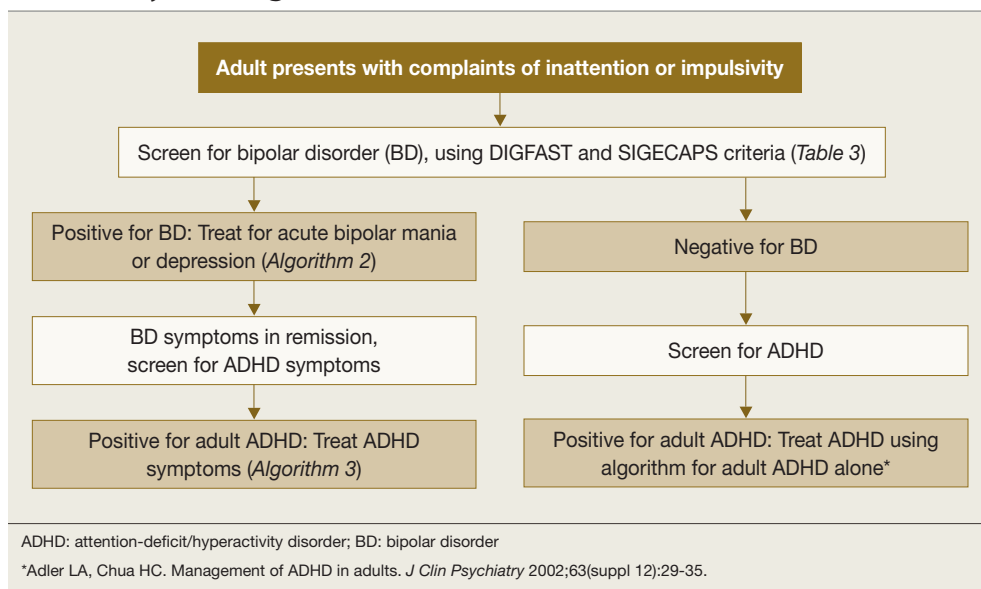 Adult presents with complaints of inattention or impulsivity
Screen for bipolar disorder (BD), using DIGFAST and SIGECAPS criteria (Table 3)
Positive for BD: Treat for acute bipolar mania
or depression (Algorithm 2)
Negative for BD
BD symptoms in remission,
screen for ADHD symptoms
Screen for ADHD
Positive for adult ADHD: Treat ADHD
symptoms (Algorithm 3)
Positive for adult ADHD: Treat ADHD using
algorithm for adult ADHD alone*
ADHD: attention-deficit/hyperactivity disorder; BD: bipolar disorder
*Adler LA, Chua HC. Management of ADHD in adults. J Clin Psychiatry 2002;63(suppl 12):29-35.